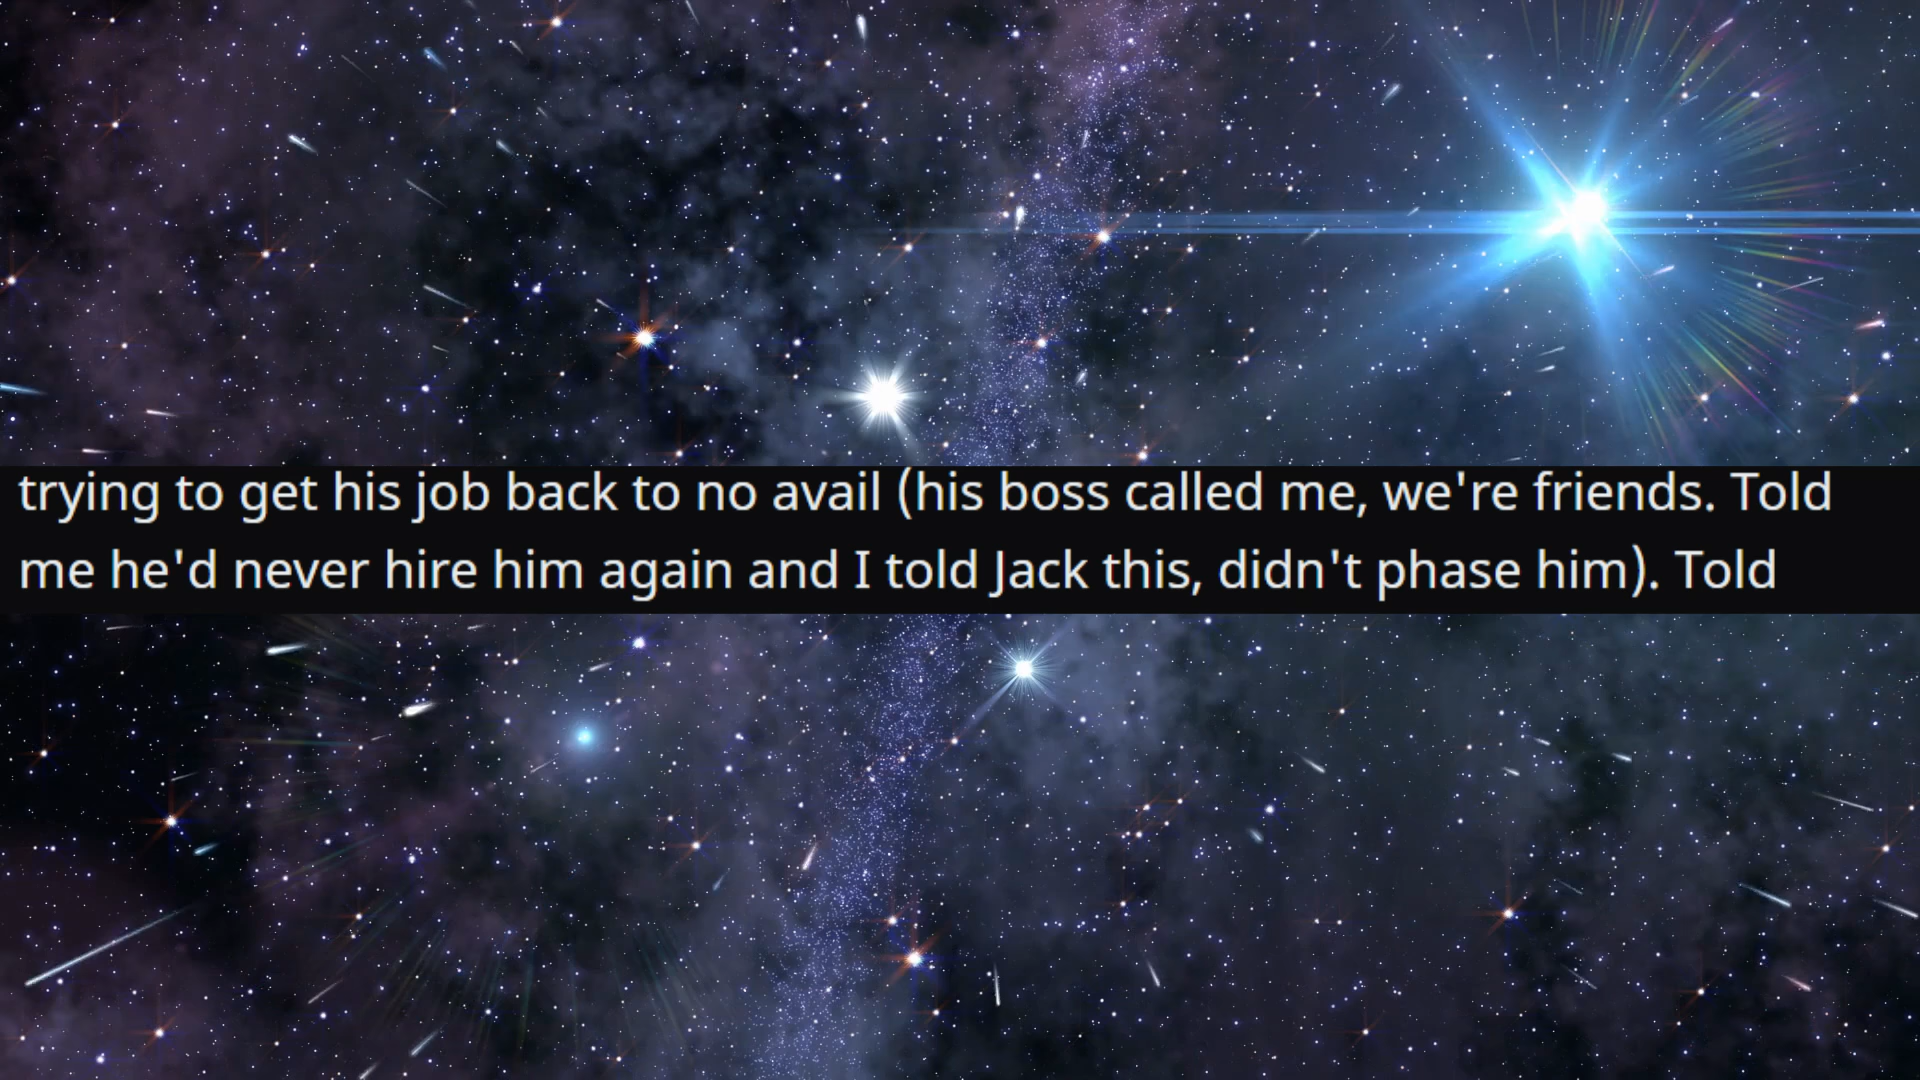 trying to get his job back to no avail (his boss called me, we're friends. Told
me he'd never hire him again and I told Jack this, didn't phase him). Told